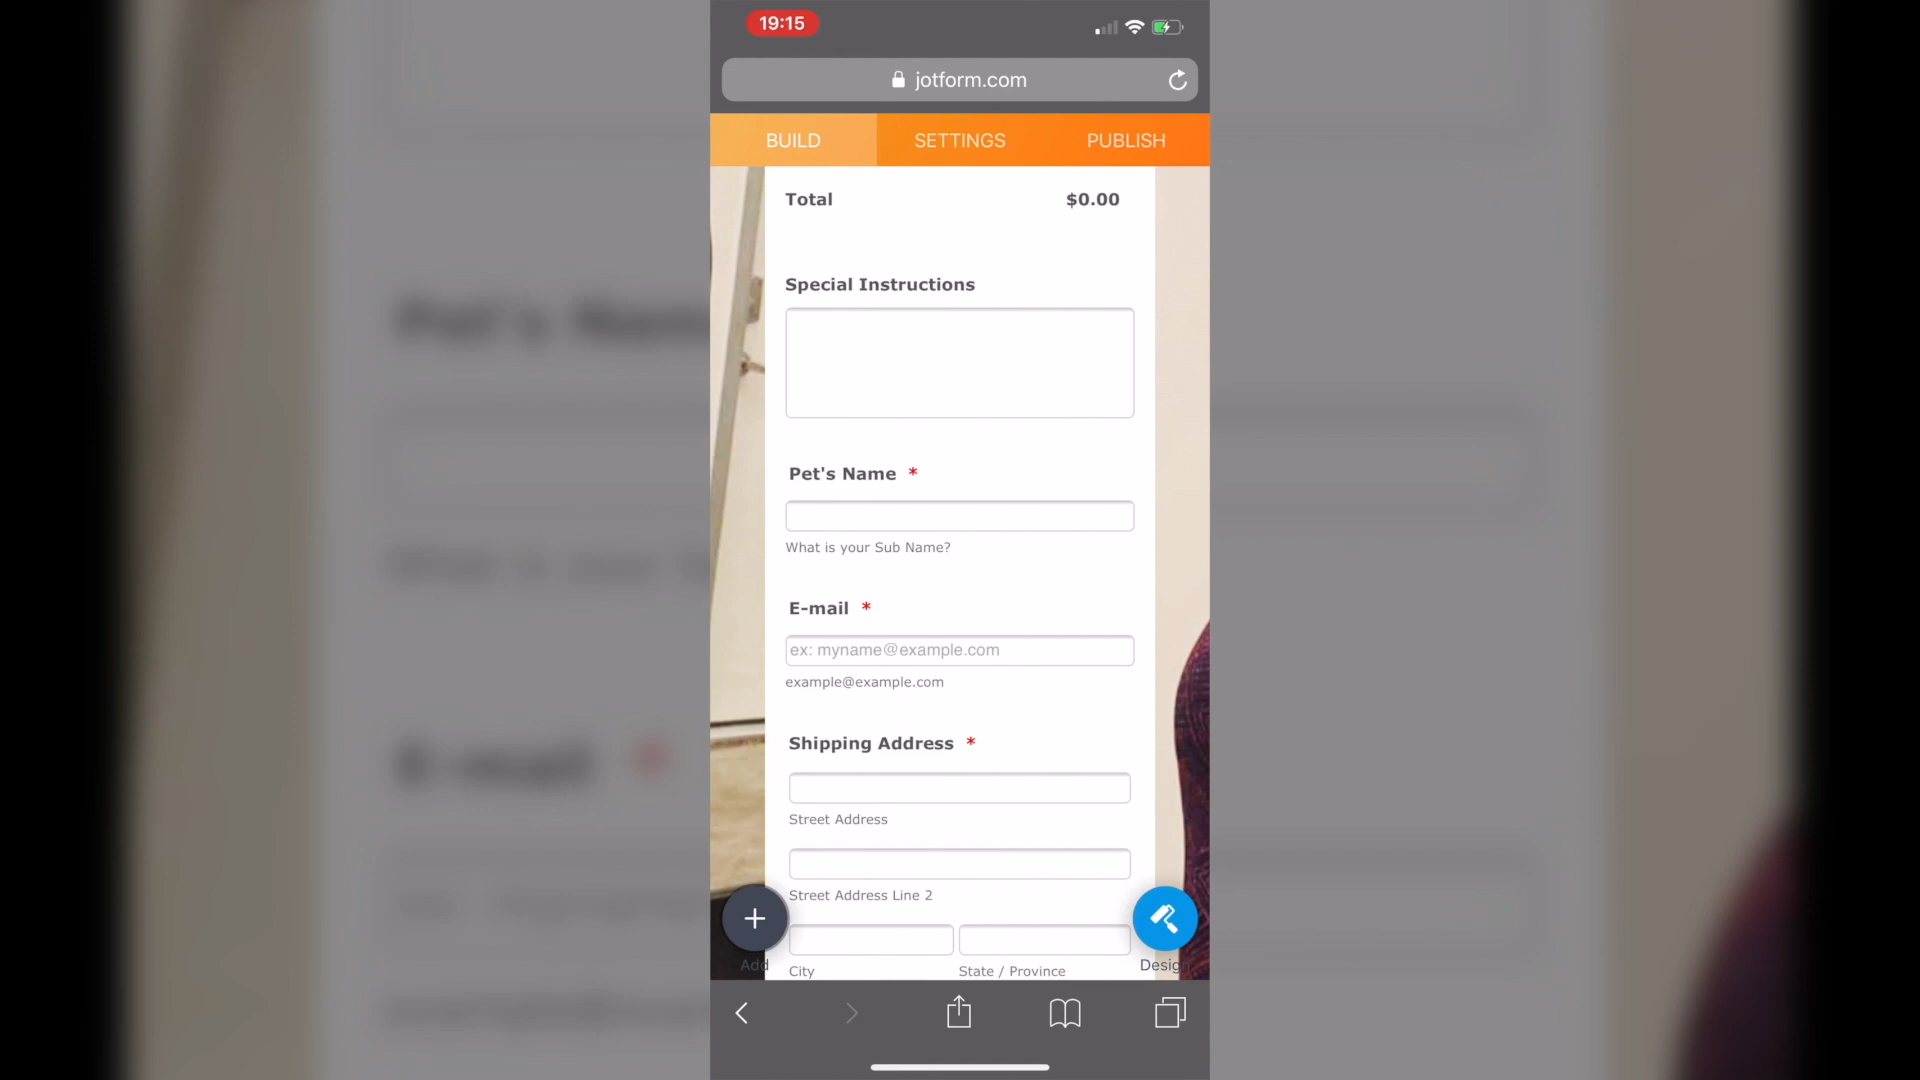 19:15
jotform.com
BUILD SETTINGS PUBLISH
Total $0.00
Special Instructions
Pet's Name *
What is your Sub Name?
E-mail *
ex: myname@example.com
example@example.com
Shipping Address *
Street Address
Street Address Line 2
Add Design
City State / Province